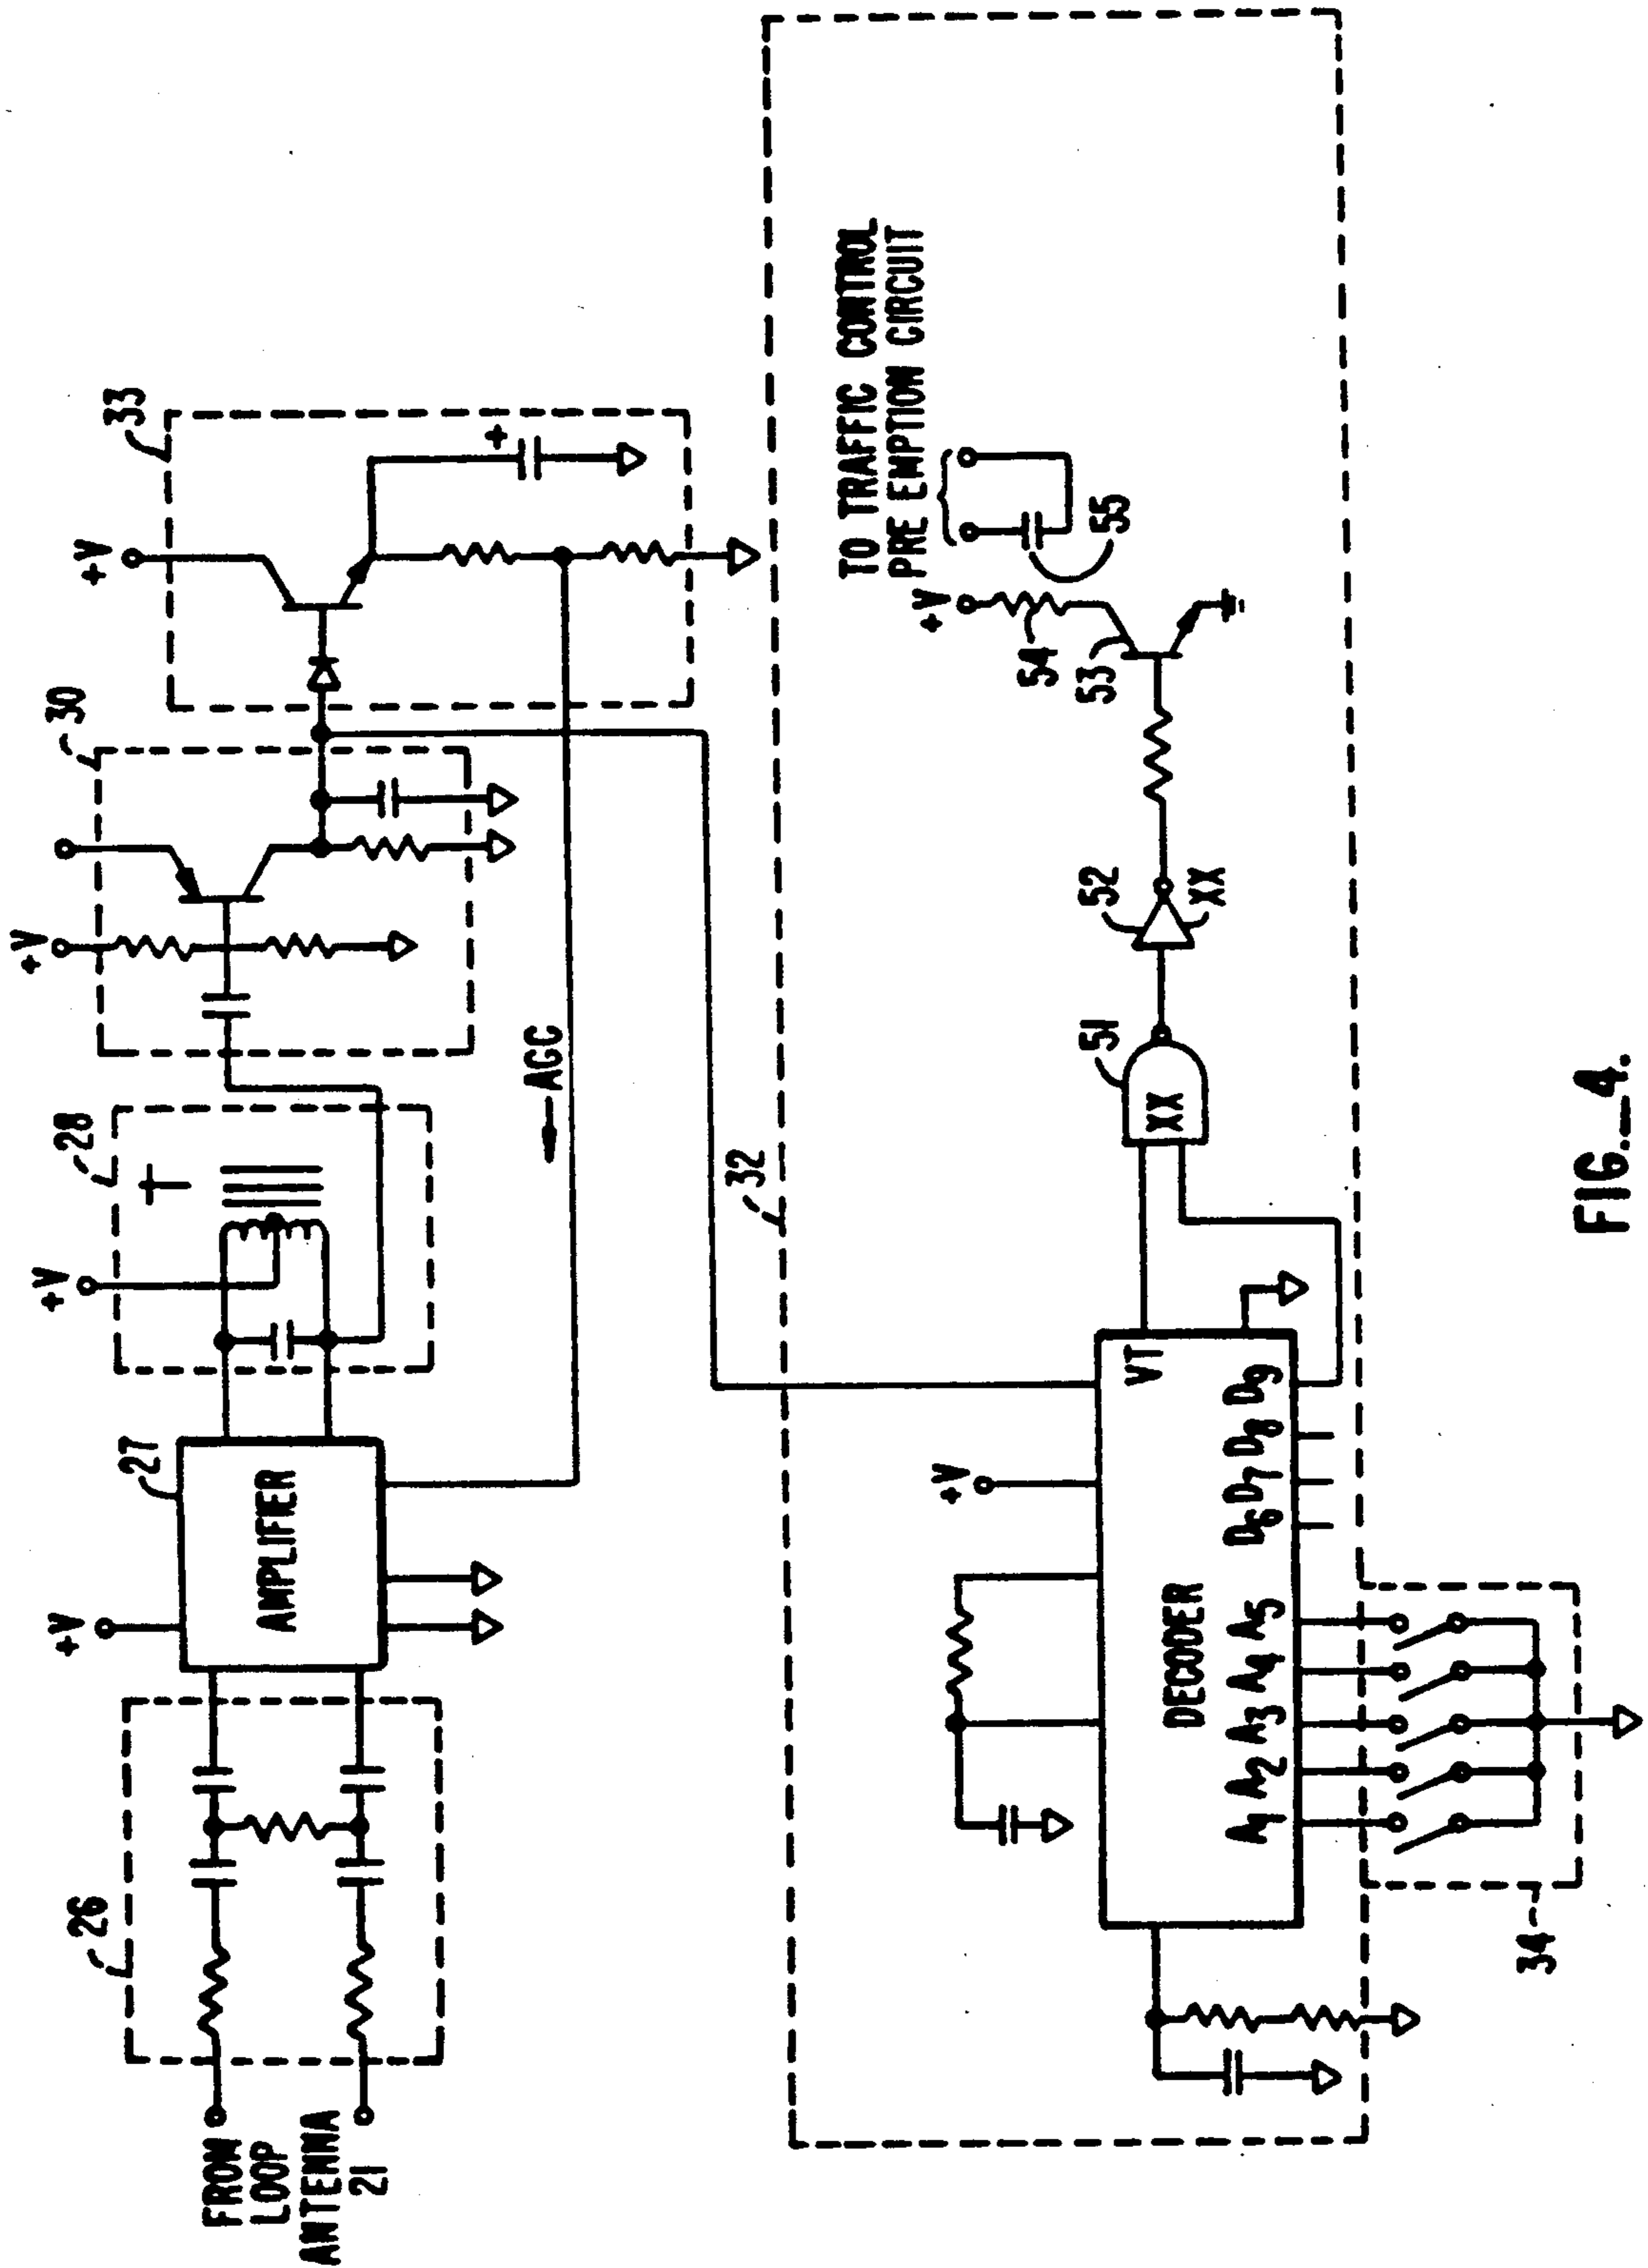 FROM
LOOP
ANTENNA
21
26
+V
AMPLIFIER
27
+V
28
+V
30
+V
33
AGC
32
+V
DECODER
VT
A1 A2 A3 A4 A5 D6 D7 D8 D9
34
51
XX
52
XX
53
54
+V
55
TO TRAFFIC CONTROL
PRE EMPTION CIRCUIT
+
FIG._4.